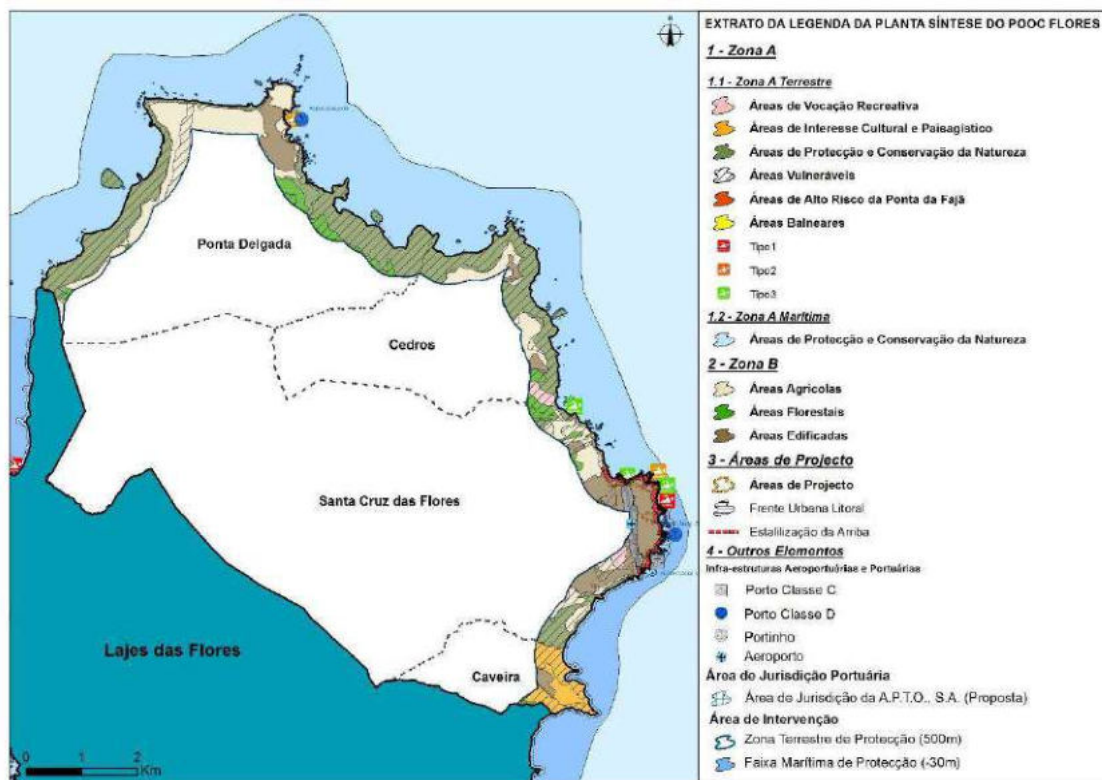 Ponta Delgada
Cedros
Santa Cruz das Flores
Lajes das Flores
Caveira
0 1 2
Km
EXTRATO DA LEGENDA DA PLANTA SÍNTESE DO POOC FLORES
1 - Zona A
1.1 - Zona A Terrestre
Áreas de Vocação Recreativa
Áreas de Interesse Cultural e Paisagístico
Áreas de Protecção e Conservação da Natureza
Áreas Vulneráveis
Áreas de Alto Risco da Ponta da Fajã
Áreas Balneares
Tipo1
Tipo2
Tipo3
1.2 - Zona A Marítima
Áreas de Protecção e Conservação da Natureza
2 - Zona B
Áreas Agrícolas
Áreas Florestais
Áreas Edificadas
3 - Áreas de Projecto
Áreas de Projecto
Frente Urbana Litoral
Estalilização da Arriba
4 - Outros Elementos
Infra-estruturas Aeroportuárias e Portuárias
Porto Classe C
Porto Classe D
Portinho
Aeroporto
Área de Jurisdição Portuária
Área de Jurisdição da A.P.T.O., S.A. (Proposta)
Área de Intervenção
Zona Terrestre de Protecção (500m)
Faixa Marítima de Protecção (-30m)